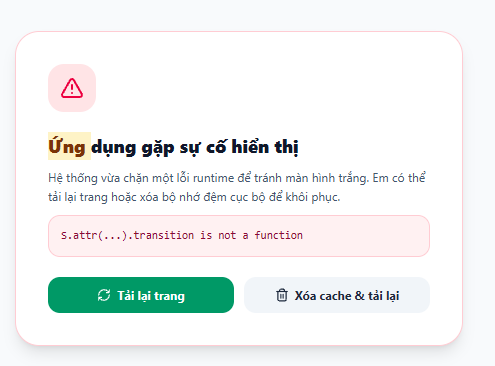 Ứng dụng gặp sự cố hiển thị
Hệ thống vừa chặn một lỗi runtime để tránh màn hình trắng. Em có thể
tải lại trang hoặc xóa bộ nhớ đệm cục bộ để khôi phục.
S.attr(...).transition is not a function
Tải lại trang
Xóa cache & tải lại